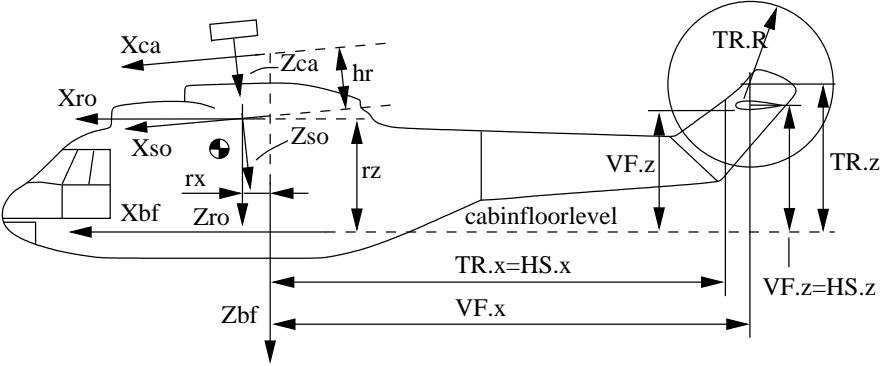 Xca
TR.R
Zca
hr
Xro
Xso
Zso
VF.z
TR.z
rx
rz
Xbf
Zro
cabinfloorlevel
TR.x=HS.x
VF.z=HS.z
Zbf
VF.x